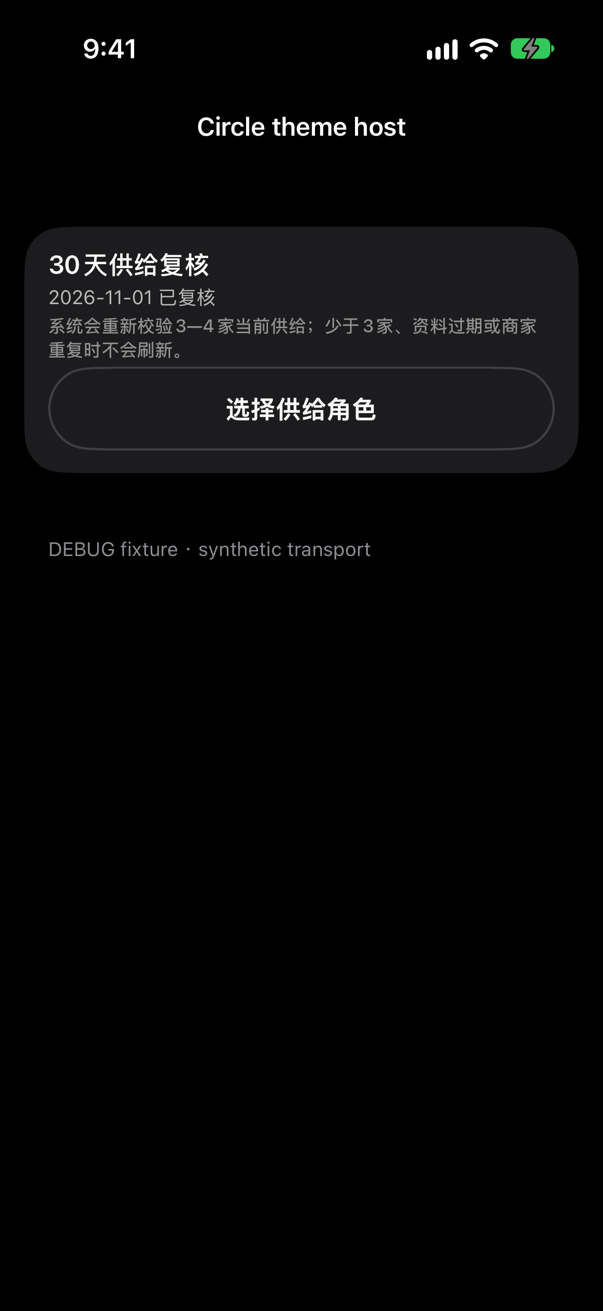 9:41
Circle theme host
30天供给复核
2026-11-01 已复核
系统会重新校验3—4家当前供给；少于3家、资料过期或商家
重复时不会刷新。
选择供给角色
DEBUG fixture · synthetic transport